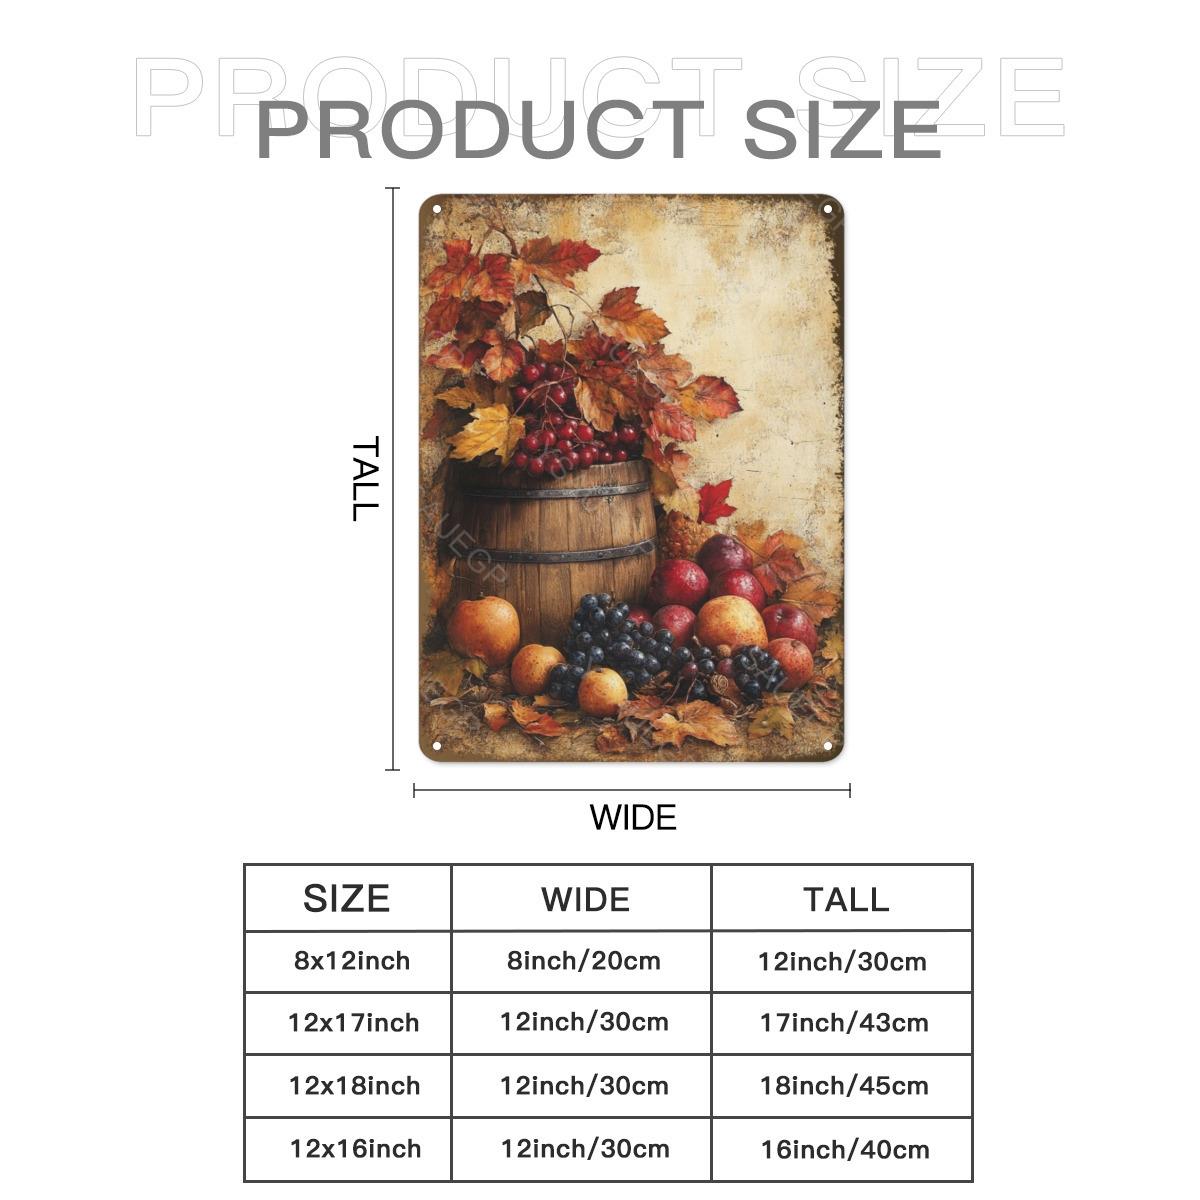 PRODUCT SIZE
PRODUCT SIZE
TALL
AUEGP
WIDE
SIZE WIDE TALL
8x12inch 8inch/20cm 12inch/30cm
12x17inch 12inch/30cm 17inch/43cm
12x18inch 12inch/30cm 18inch/45cm
12x16inch 12inch/30cm 16inch/40cm